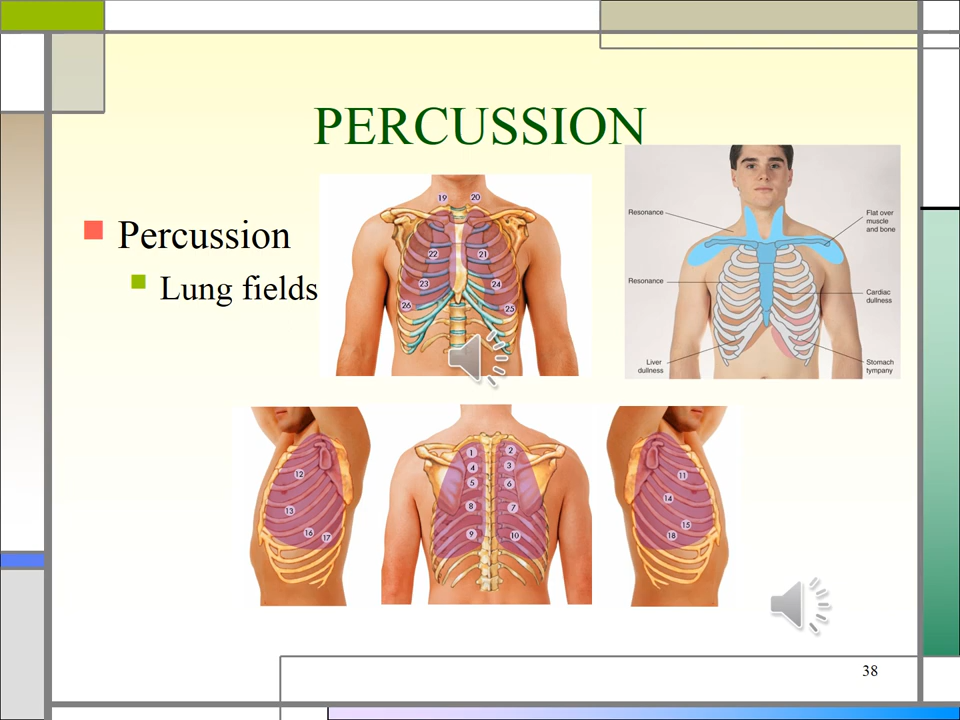 PERCUSSION
Percussion
Lung fields
19 20
22 21
23 24
26 25
Resonance
Flat over
muscle
and bone
Resonance
Cardiac
dullness
Liver
dullness
Stomach
tympany
12
13
16 17
1 2
4 3
5 6
8 7
9 10
11
14
15
18
38